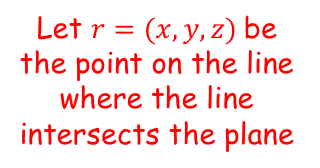 Let r = (x, y, z) be
the point on the line
where the line
intersects the plane